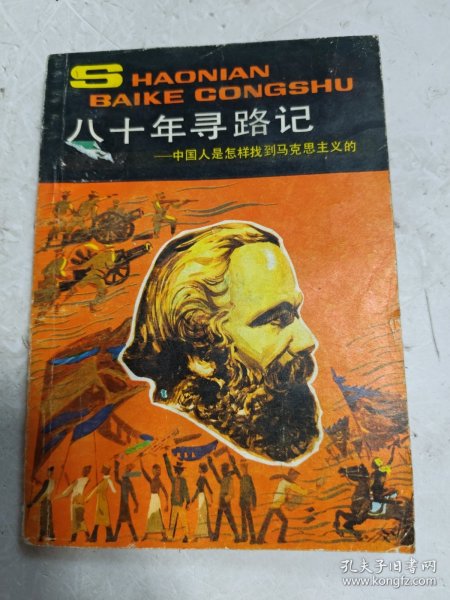 SHAONIAN
BAIKE CONGSHU
八十年寻路记
——中国人是怎样找到马克思主义的
孔夫子旧书网
www.kongfz.com